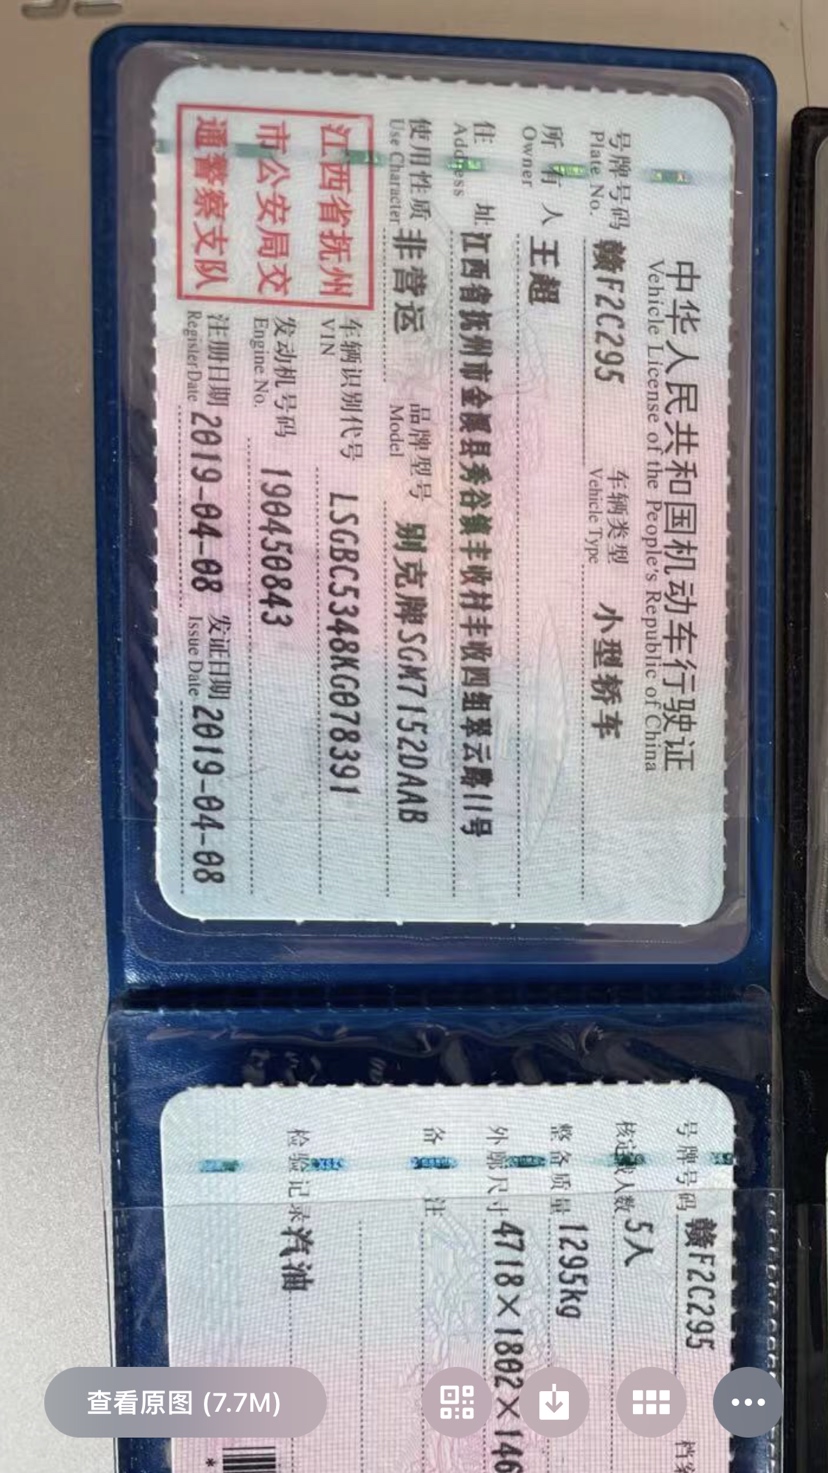 中华人民共和国机动车行驶证
Vehicle License of the People's Republic of China
号牌号码 赣F2C295 车辆类型 小型轿车
Plate No. Vehicle Type
所有人 王超
Owner
住址 江西省抚州市金溪县秀谷镇丰收村丰收四组翠云路11号
Address
使用性质 非营运 品牌型号 别克牌SGM7152DAAB
Use Character Model
江西省抚州
市公安局交
通警察支队
车辆识别代号 LSGBC5348KG078391
VIN
发动机号码 190450843
Engine No.
注册日期 2019-04-08 发证日期 2019-04-08
Register Date Issue Date
号牌号码 赣F2C295 档案
核定载人数 5人
整备质量 1295kg
外廓尺寸 4718×1802×146
备注
检验记录 汽油
*
查看原图 (7.7M)